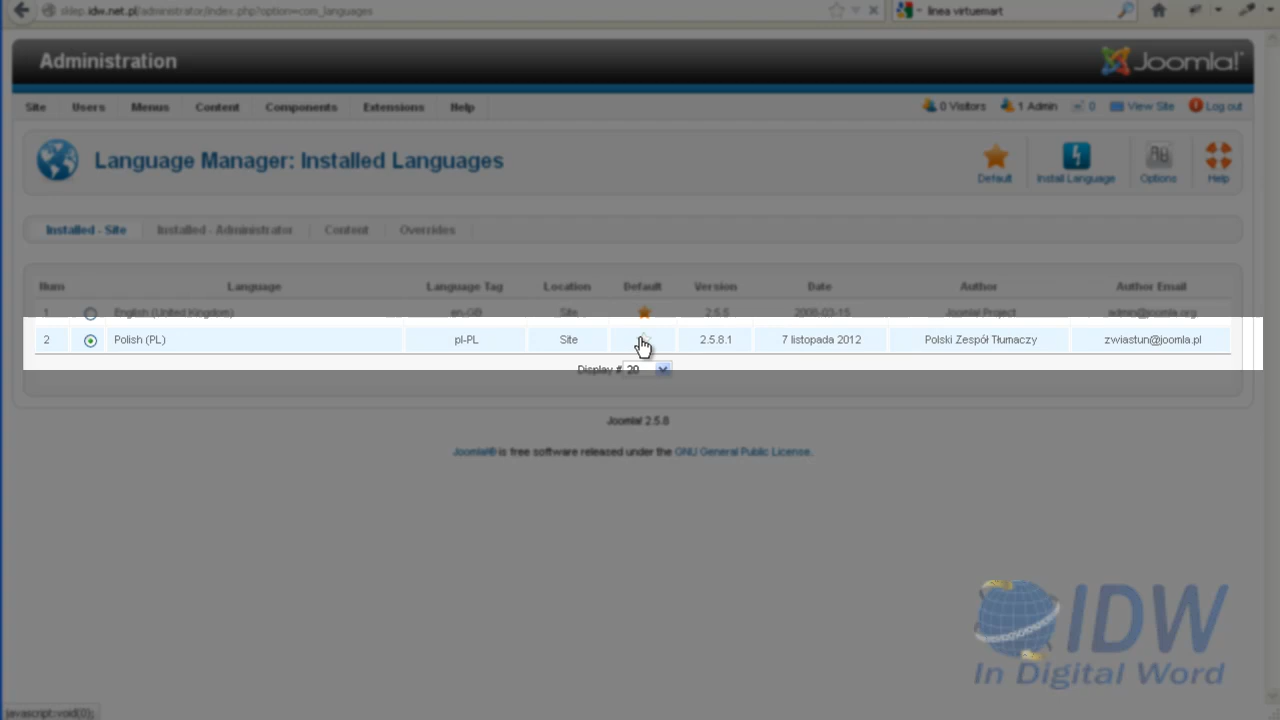 sklep.idw.net.pl/administrator/index.php?option=com_languages
linea virtuemart
Administration
Joomla!
Site Users Menus Content Components Extensions Help
0 Visitors 1 Admin 0 View Site Log out
Language Manager: Installed Languages
Default Install Language Options Help
Installed - Site Installed - Administrator Content Overrides
Num Language Language Tag Location Default Version Date Author Author Email
1 English (United Kingdom) en-GB Site 2.5.5 2008-03-15 Joomla! Project admin@joomla.org
2 Polish (PL) pl-PL Site 2.5.8.1 7 listopada 2012 Polski Zespół Tłumaczy zwiastun@joomla.pl
Display # 20
Joomla! 2.5.8
Joomla!® is free software released under the GNU General Public License.
IDW
In Digital Word
javascript:void(0);